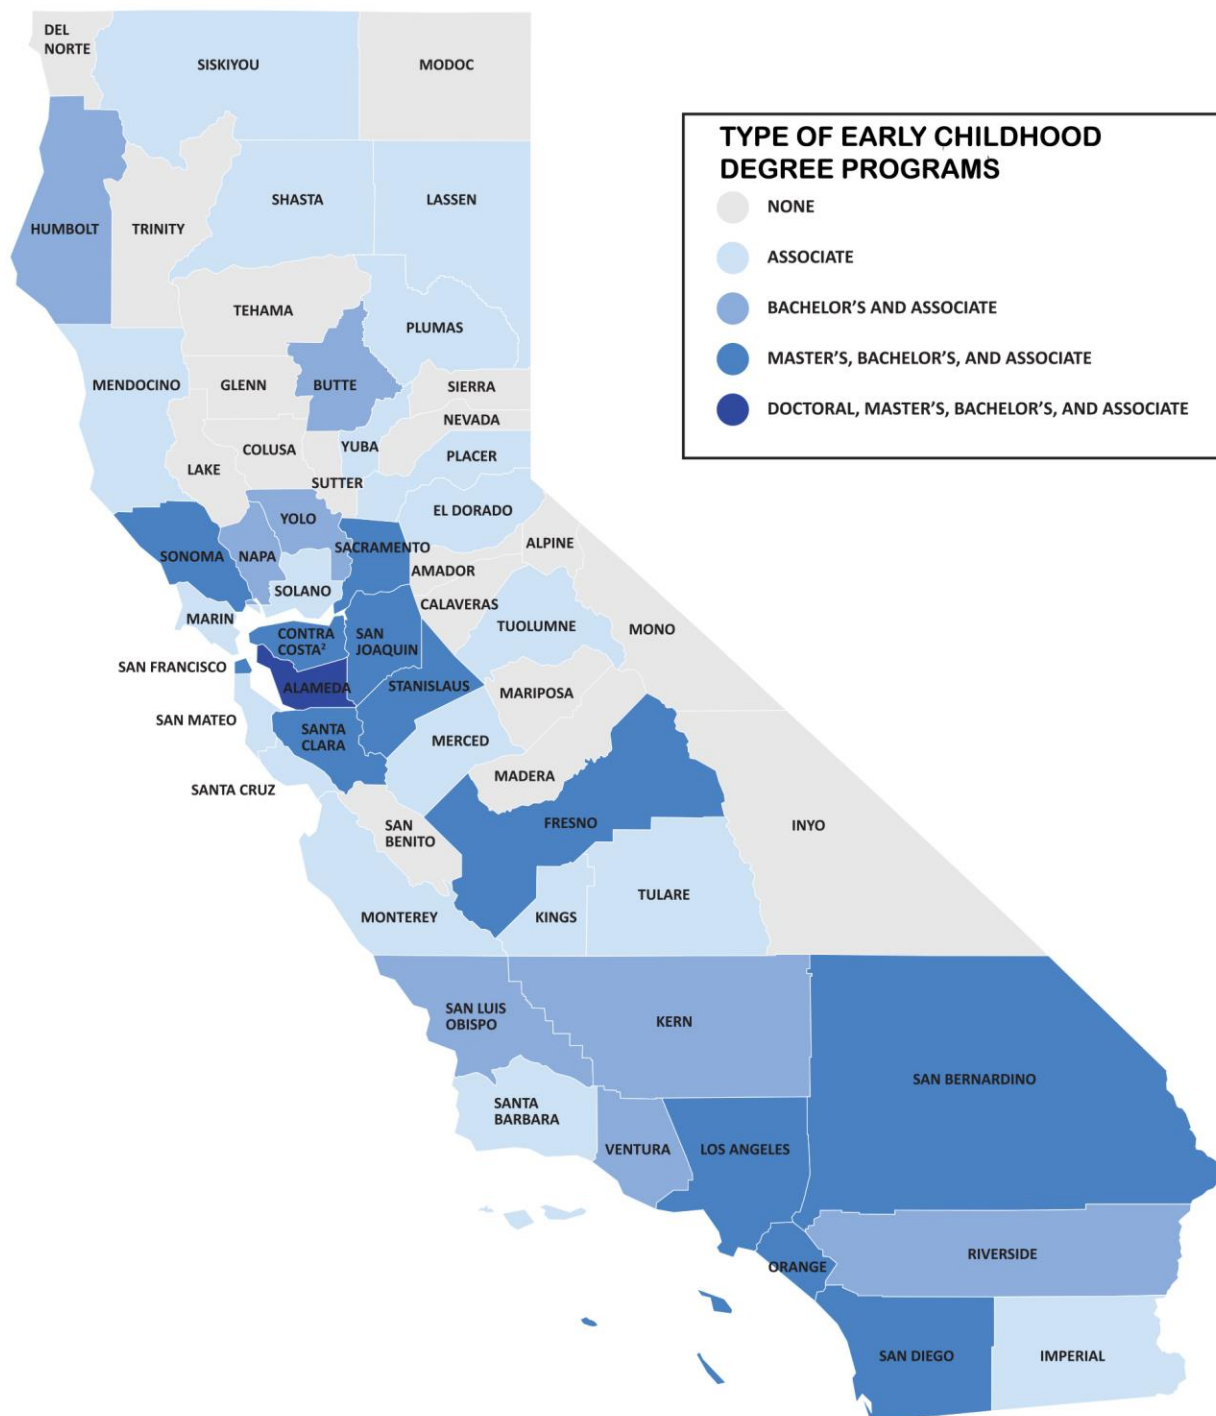 DEL
NORTE
SISKIYOU
MODOC
TYPE OF EARLY CHILDHOOD
DEGREE PROGRAMS
NONE
ASSOCIATE
BACHELOR'S AND ASSOCIATE
MASTER'S, BACHELOR'S, AND ASSOCIATE
DOCTORAL, MASTER'S, BACHELOR'S, AND ASSOCIATE
SHASTA
LASSEN
HUMBOLT
TRINITY
TEHAMA
PLUMAS
MENDOCINO
GLENN
BUTTE
SIERRA
NEVADA
COLUSA
YUBA
PLACER
LAKE
SUTTER
EL DORADO
YOLO
SONOMA
NAPA
SACRAMENTO
ALPINE
AMADOR
SOLANO
CALAVERAS
MARIN
TUOLUMNE
MONO
CONTRA
COSTA²
SAN
JOAQUIN
SAN FRANCISCO
ALAMEDA
STANISLAUS
MARIPOSA
SAN MATEO
SANTA
CLARA
MERCED
MADERA
SANTA CRUZ
SAN
BENITO
FRESNO
INYO
TULARE
MONTEREY
KINGS
SAN LUIS
OBISPO
KERN
SAN BERNARDINO
SANTA
BARBARA
VENTURA
LOS ANGELES
RIVERSIDE
ORANGE
SAN DIEGO
IMPERIAL